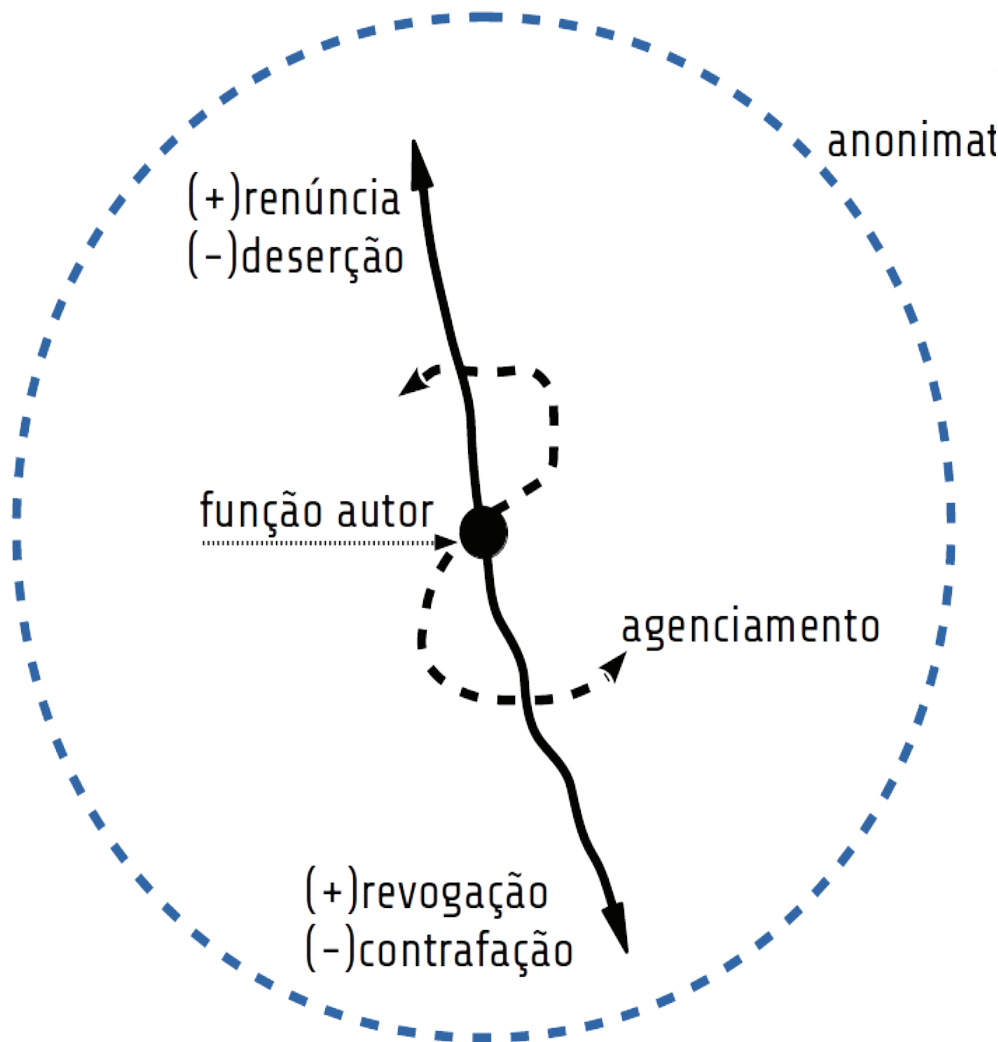 anonimat
(+)renúncia
(-)deserção
função autor
agenciamento
(+)revogação
(-)contrafação